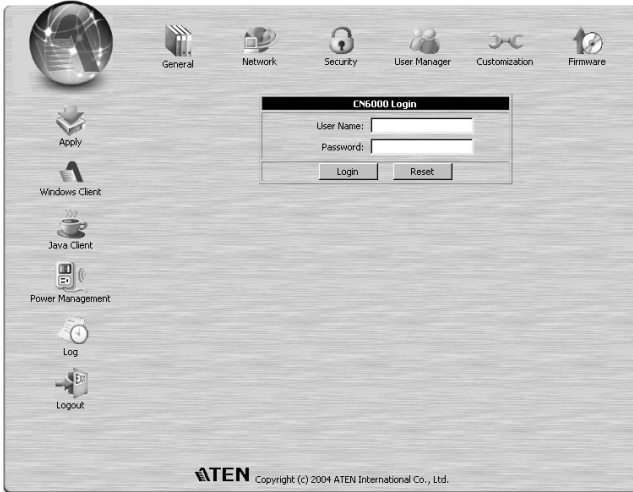 General
Network
Security
User Manager
Customization
Firmware
CN6000 Login
User Name:
Password:
Login
Reset
Apply
Windows Client
Java Client
Power Management
Log
EXIT
Logout
ATEN Copyright (c) 2004 ATEN International Co., Ltd.